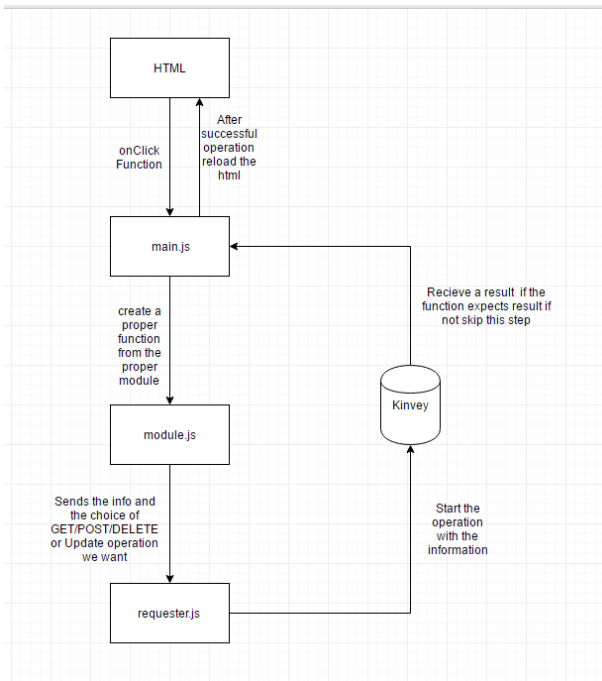 HTML
onClick
Function
After
successful
operation
reload the
html
main.js
Recieve a result  if the
function expects result if
not skip this step
create a
proper
function
from the
proper
module
Kinvey
module.js
Sends the info and
the choice of
GET/POST/DELETE
or Update operation
we want
Start the
operation
with the
information
requester.js